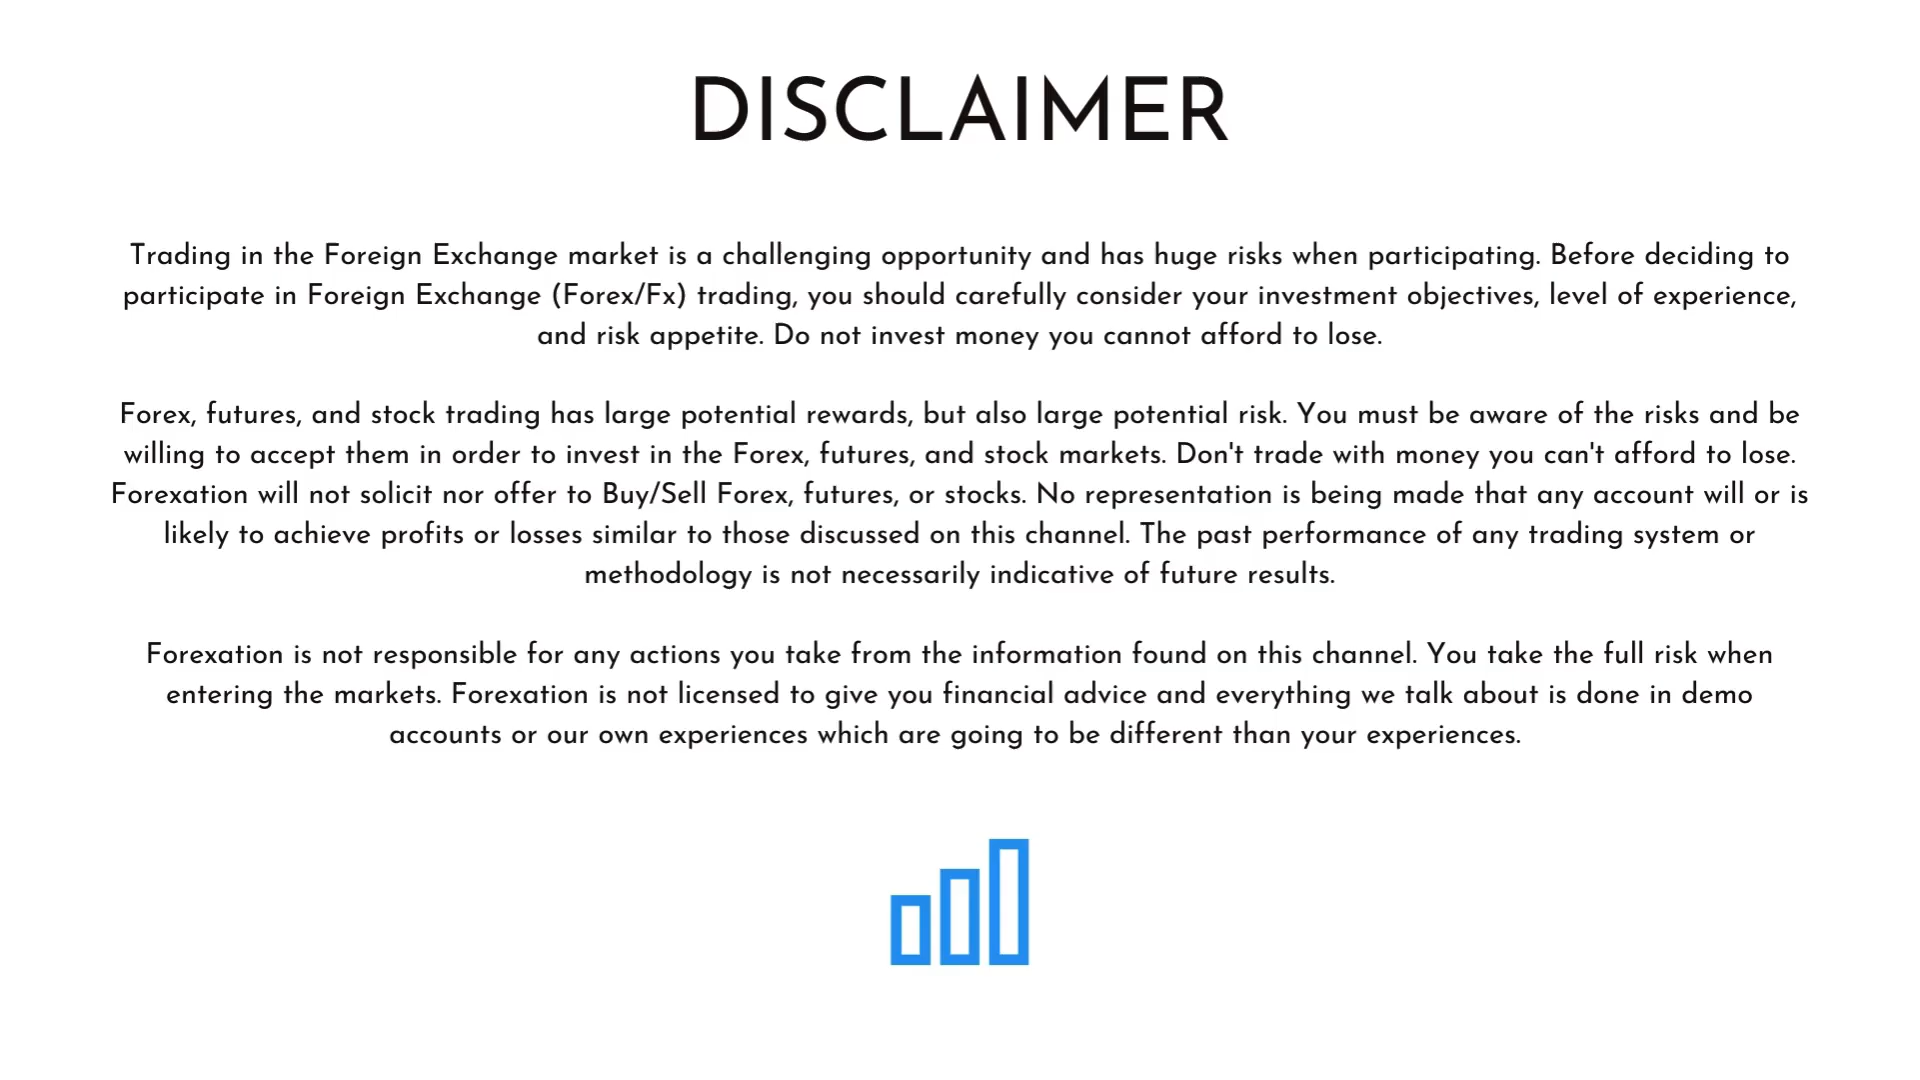 DISCLAIMER
Trading in the Foreign Exchange market is a challenging opportunity and has huge risks when participating. Before deciding to
participate in Foreign Exchange (Forex/Fx) trading, you should carefully consider your investment objectives, level of experience,
and risk appetite. Do not invest money you cannot afford to lose.
Forex, futures, and stock trading has large potential rewards, but also large potential risk. You must be aware of the risks and be
willing to accept them in order to invest in the Forex, futures, and stock markets. Don't trade with money you can't afford to lose.
Forexation will not solicit nor offer to Buy/Sell Forex, futures, or stocks. No representation is being made that any account will or is
likely to achieve profits or losses similar to those discussed on this channel. The past performance of any trading system or
methodology is not necessarily indicative of future results.
Forexation is not responsible for any actions you take from the information found on this channel. You take the full risk when
entering the markets. Forexation is not licensed to give you financial advice and everything we talk about is done in demo
accounts or our own experiences which are going to be different than your experiences.